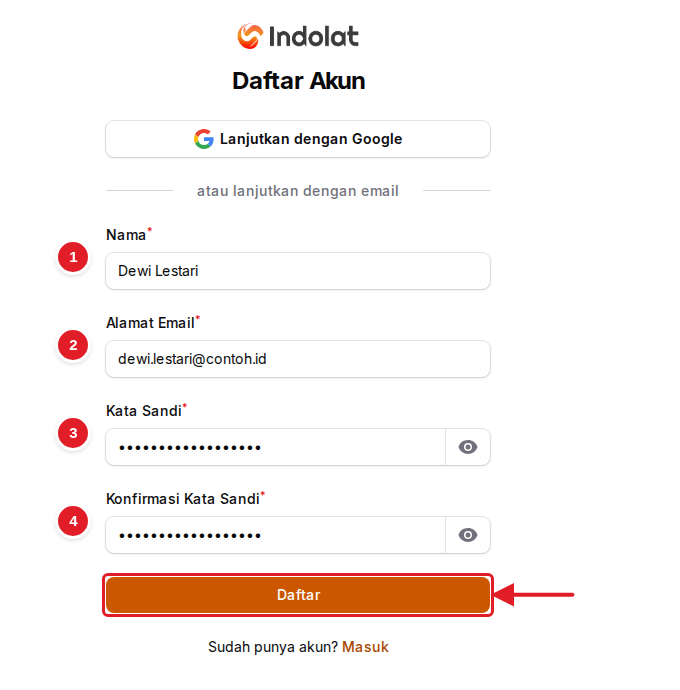 Indolat
Daftar Akun
Lanjutkan dengan Google
atau lanjutkan dengan email
Nama*
1
Dewi Lestari
Alamat Email*
2
dewi.lestari@contoh.id
Kata Sandi*
3
••••••••••••••••••
Konfirmasi Kata Sandi*
4
••••••••••••••••••
Daftar
Sudah punya akun? Masuk